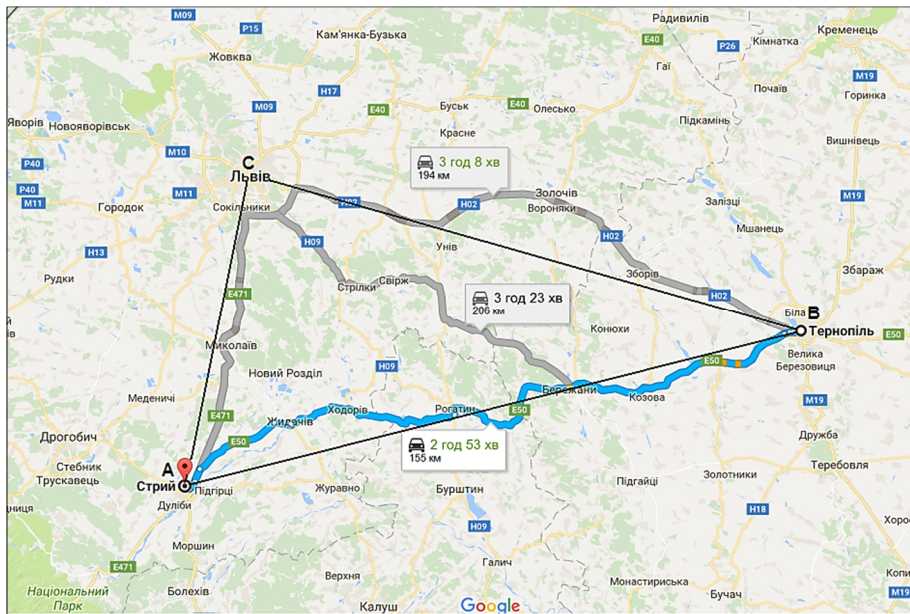 M09
Радивилів
Кременець
P15
Кам'янка-Бузька
E40
P26
Кімнатка
Жовква
Гаї
M19
H17
Почаїв
Горинка
M09
E40
Буськ
E40
Олесько
Яворів
Новояворівськ
Підкамінь
Красне
Вишнівець
P40
M10
C
Львів
3 год 8 хв
194 км
P40
M11
M11
Золочів
M19
Городок
Сокільники
H02
H02
Вороняки
Залізці
H09
Унів
H02
Мшанець
H13
Рудки
Стрілки
Свірж
Зборів
Збараж
E471
3 год 23 хв
206 км
H02
Біла
B
Тернопіль
Конюхи
E50
Миколаїв
Велика
Березовиця
E50
H09
Новий Розділ
Бережани
Козова
Меденичі
M19
E471
Ходорів
Рогатин
E50
Жидачів
Дрогобич
E50
2 год 53 хв
155 км
Дружба
Стебник
Трускавець
A
Стрий
Теребовля
Підгірці
Журавно
Бурштин
Підгайці
Золотники
Дуліби
H18
H09
Моршин
E471
Галич
Верхня
Національний
Парк
Болехів
Монастириська
Бучач
M19
Калуш
Google